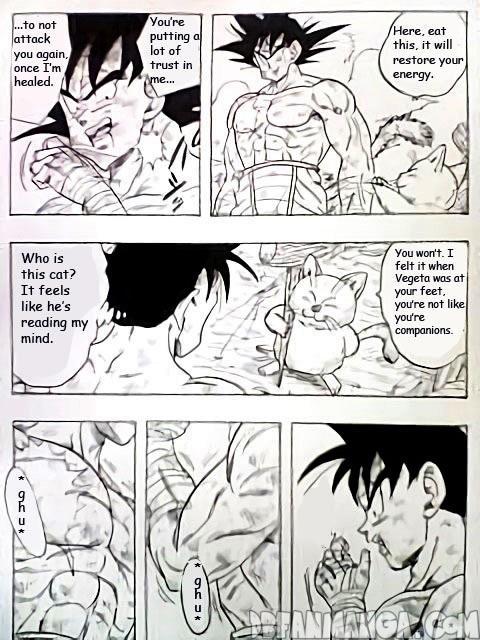 Here, eat
this, it will
restore your
energy.
You're
putting a
lot of
trust in
me...
...to not
attack
you again,
once I'm
healed.
You won't. I
felt it when
Vegeta was at
your feet,
you're not like
you're
companions.
Who is
this cat?
It feels
like he's
reading my
mind.
*ghu*
*ghu*
DBFANMANGA.COM